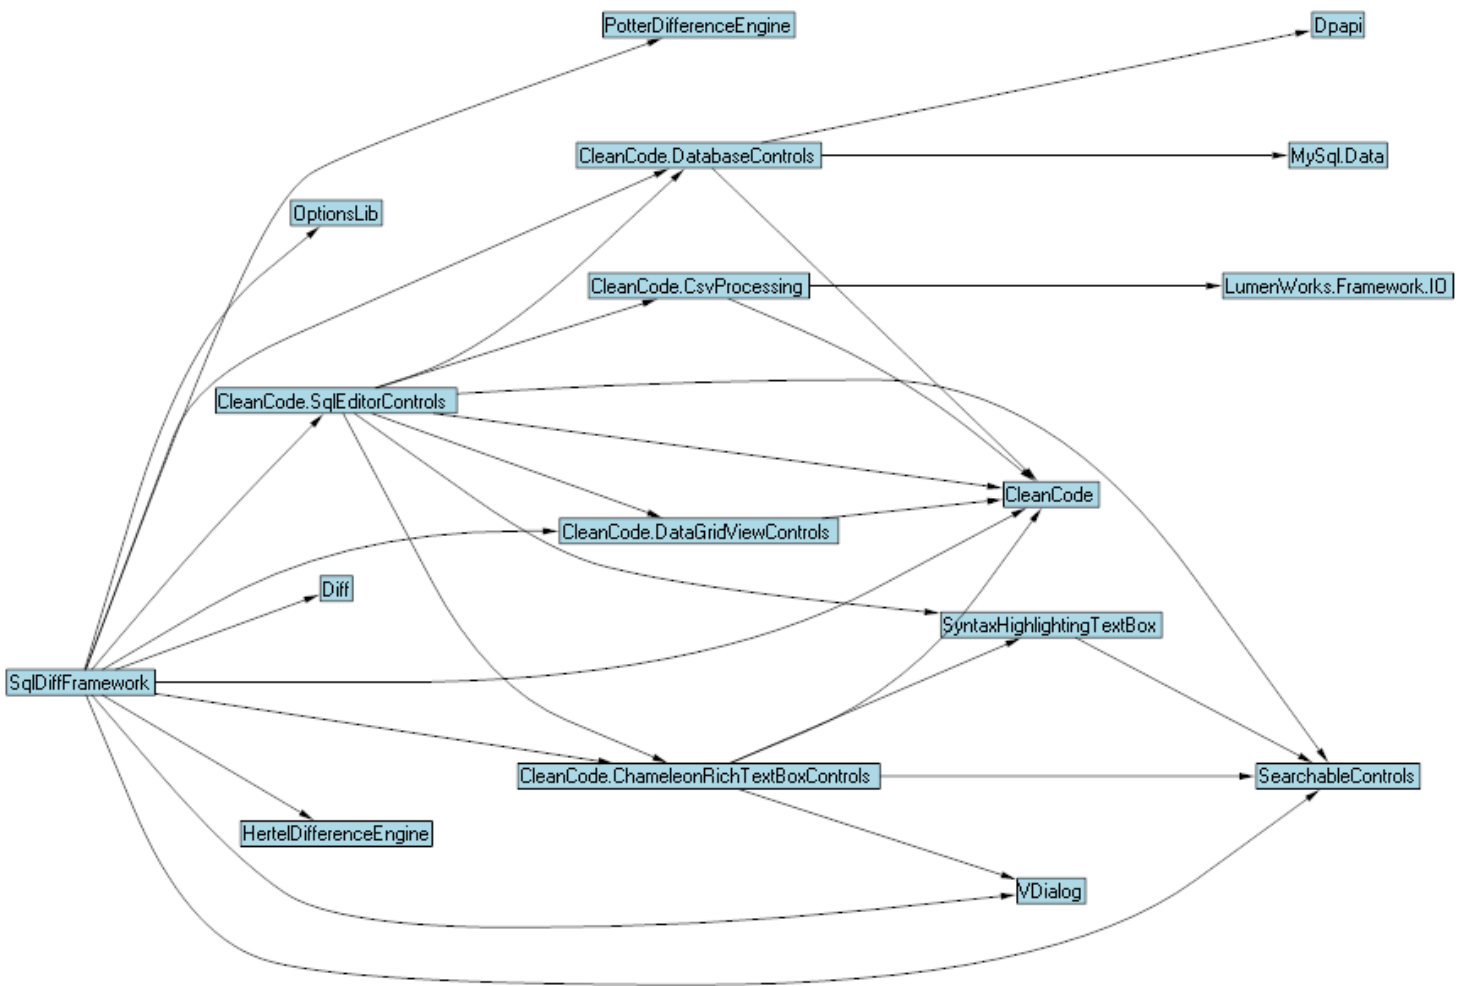 PotterDifferenceEngine
Dpapi
CleanCode.DatabaseControls
MySql.Data
OptionsLib
CleanCode.CsvProcessing
LumenWorks.Framework.IO
CleanCode.SqlEditorControls
CleanCode
CleanCode.DataGridViewControls
Diff
SyntaxHighlightingTextBox
SqlDiffFramework
CleanCode.ChameleonRichTextBoxControls
SearchableControls
HertelDifferenceEngine
VDialog